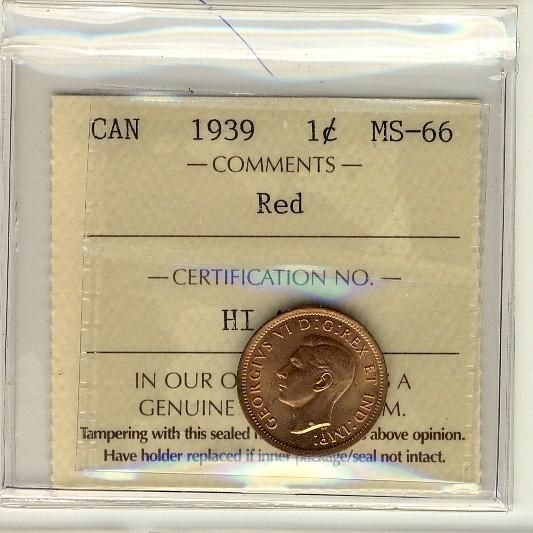 CAN 1939 1¢ MS-66
— COMMENTS —
Red
— CERTIFICATION NO. —
HI
IN OUR A
GENUINE M.
Tampering with this sealed above opinion.
Have holder replaced if inner package/seal not intact.
GEORGIVS VI D:G:REX ET IND:IMP: